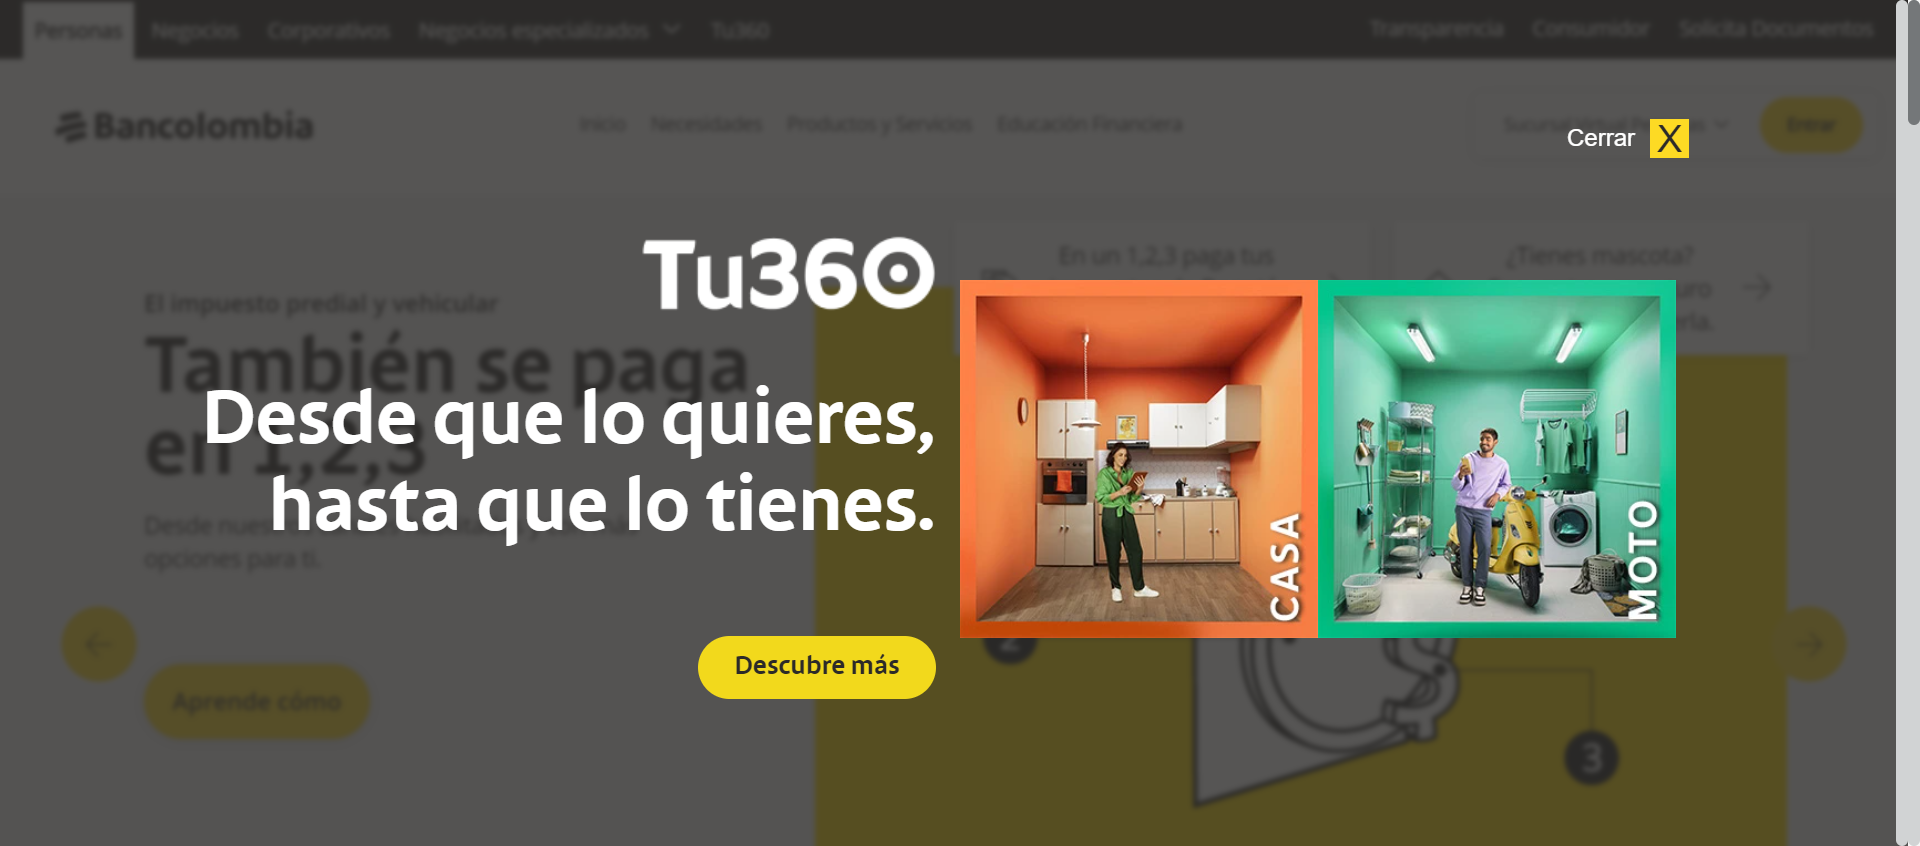 Personas Negocios Corporativos Negocios especializados Tu360 Transparencia Consumidor Solicita Documentos
Bancolombia Inicio Necesidades Productos y Servicios Educación Financiera Sucursal Virtual Entrar
Cerrar X
Tu360
En un 1,2,3 paga tus
¿Tienes mascota?
El impuesto predial y vehicular
También se paga
en 1,2,3
Desde que lo quieres,
hasta que lo tienes.
Desde
opciones para ti.
CASA
MOTO
Descubre más
Aprende cómo
2
3